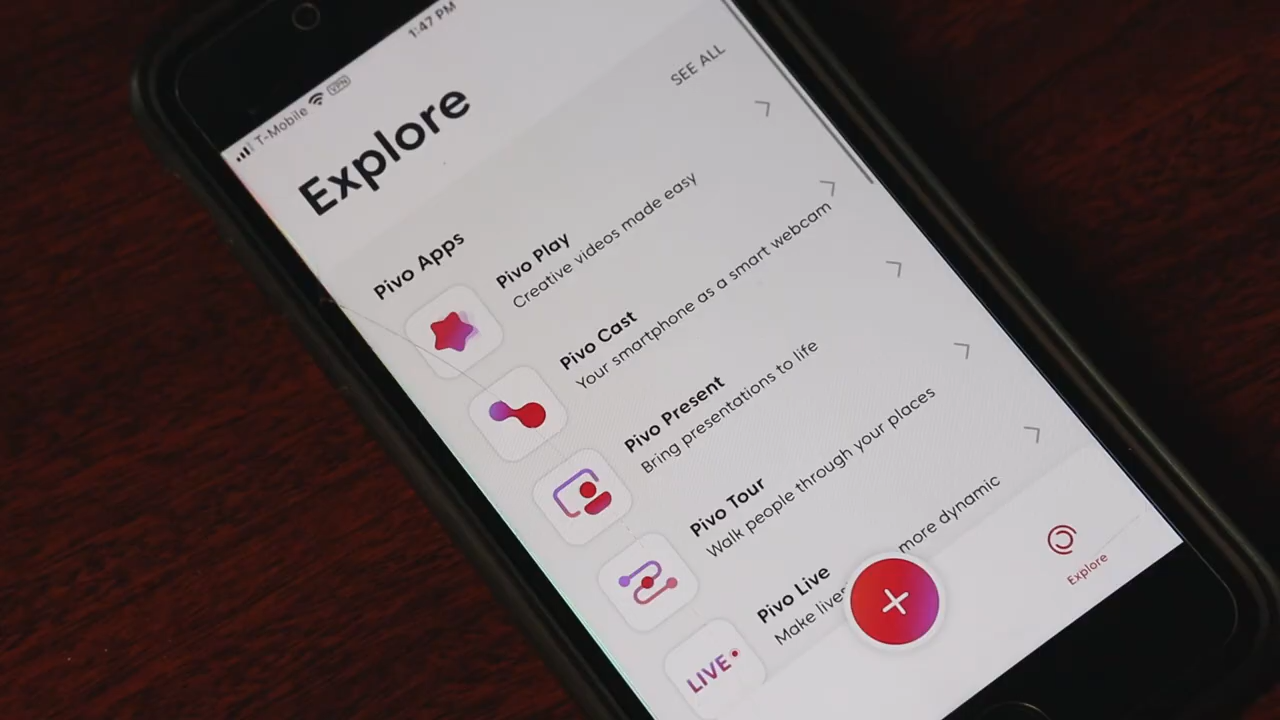 T-Mobile VPN 1:47 PM
Explore
SEE ALL
Pivo Apps
Pivo Play
Creative videos made easy
Pivo Cast
Your smartphone as a smart webcam
Pivo Present
Bring presentations to life
Pivo Tour
Walk people through your places
Pivo Live
Make lives more dynamic
LIVE
Explore